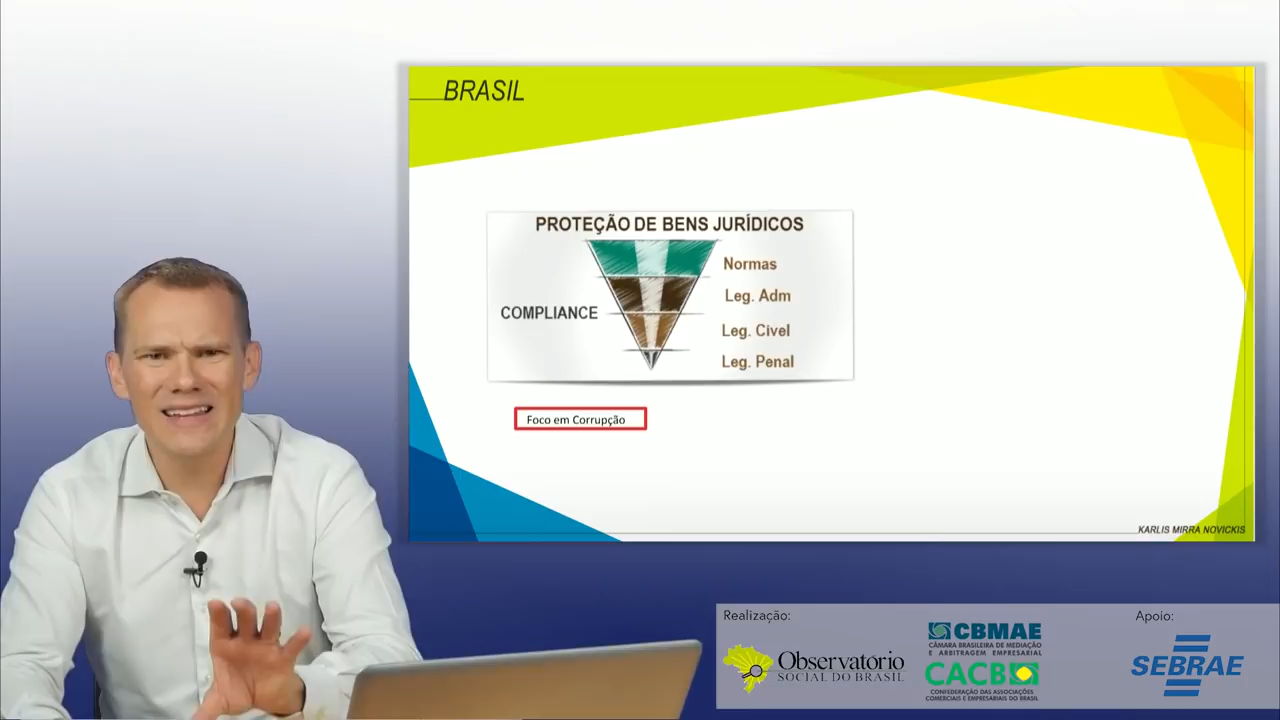 BRASIL
PROTEÇÃO DE BENS JURÍDICOS
Normas
Leg. Adm
COMPLIANCE
Leg. Cível
Leg. Penal
Foco em Corrupção
KARLIS MIRRA NOVICKIS
Realização:
Apoio:
Observatório
SOCIAL DO BRASIL
CBMAE
CÂMARA BRASILEIRA DE MEDIAÇÃO
E ARBITRAGEM EMPRESARIAL
CACB
CONFEDERAÇÃO DAS ASSOCIAÇÕES
COMERCIAIS E EMPRESARIAIS DO BRASIL
SEBRAE